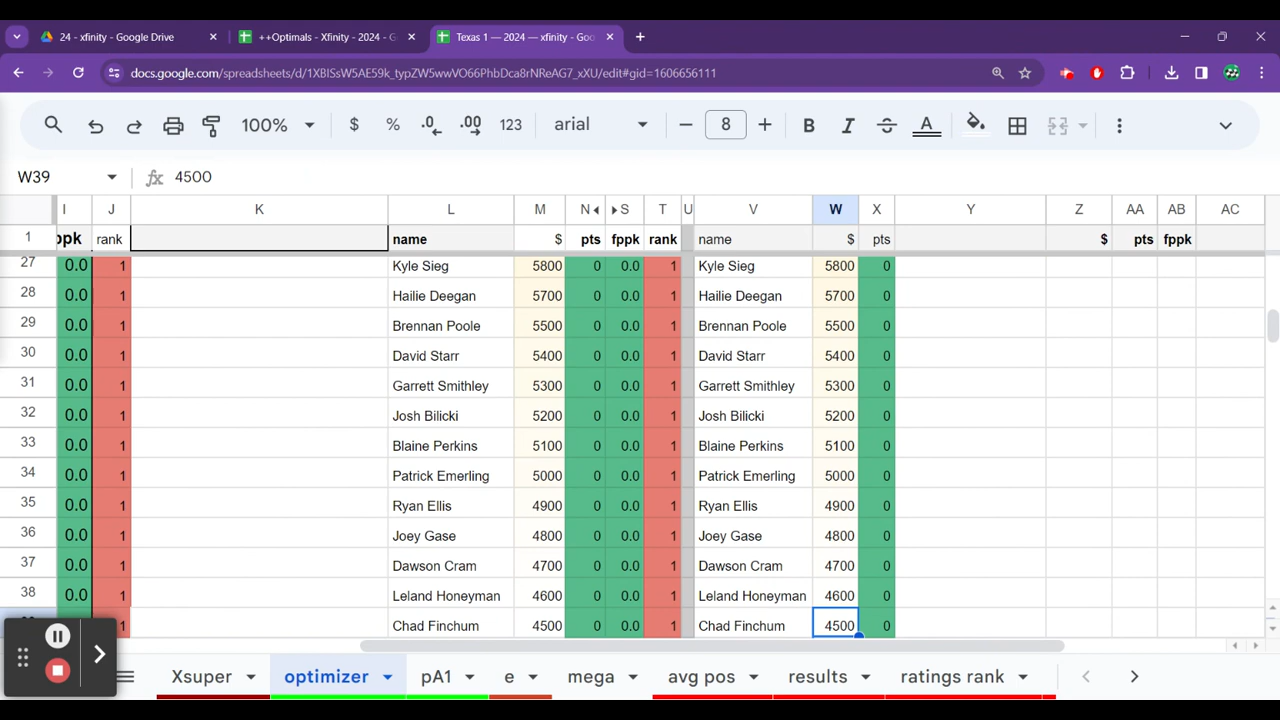 24 - xfinity - Google Drive ++Optimals - Xfinity - 2024 - G Texas 1 — 2024 — xfinity - Goo
docs.google.com/spreadsheets/d/1XBISsW5AE59k_typZW5wwVO66PhbDca8rNReAG7_xXU/edit#gid=1606656111
100% $ % .0 .00 123 arial 8 B I A
W39 fx 4500
I J K L M N S T U V W X Y Z AA AB AC
1 ppk rank name $ pts fppk rank name $ pts $ pts fppk
27 0.0 1 Kyle Sieg 5800 0 0.0 1 Kyle Sieg 5800 0
28 0.0 1 Hailie Deegan 5700 0 0.0 1 Hailie Deegan 5700 0
29 0.0 1 Brennan Poole 5500 0 0.0 1 Brennan Poole 5500 0
30 0.0 1 David Starr 5400 0 0.0 1 David Starr 5400 0
31 0.0 1 Garrett Smithley 5300 0 0.0 1 Garrett Smithley 5300 0
32 0.0 1 Josh Bilicki 5200 0 0.0 1 Josh Bilicki 5200 0
33 0.0 1 Blaine Perkins 5100 0 0.0 1 Blaine Perkins 5100 0
34 0.0 1 Patrick Emerling 5000 0 0.0 1 Patrick Emerling 5000 0
35 0.0 1 Ryan Ellis 4900 0 0.0 1 Ryan Ellis 4900 0
36 0.0 1 Joey Gase 4800 0 0.0 1 Joey Gase 4800 0
37 0.0 1 Dawson Cram 4700 0 0.0 1 Dawson Cram 4700 0
38 0.0 1 Leland Honeyman 4600 0 0.0 1 Leland Honeyman 4600 0
1 Chad Finchum 4500 0 0.0 1 Chad Finchum 4500 0
Xsuper optimizer pA1 e mega avg pos results ratings rank